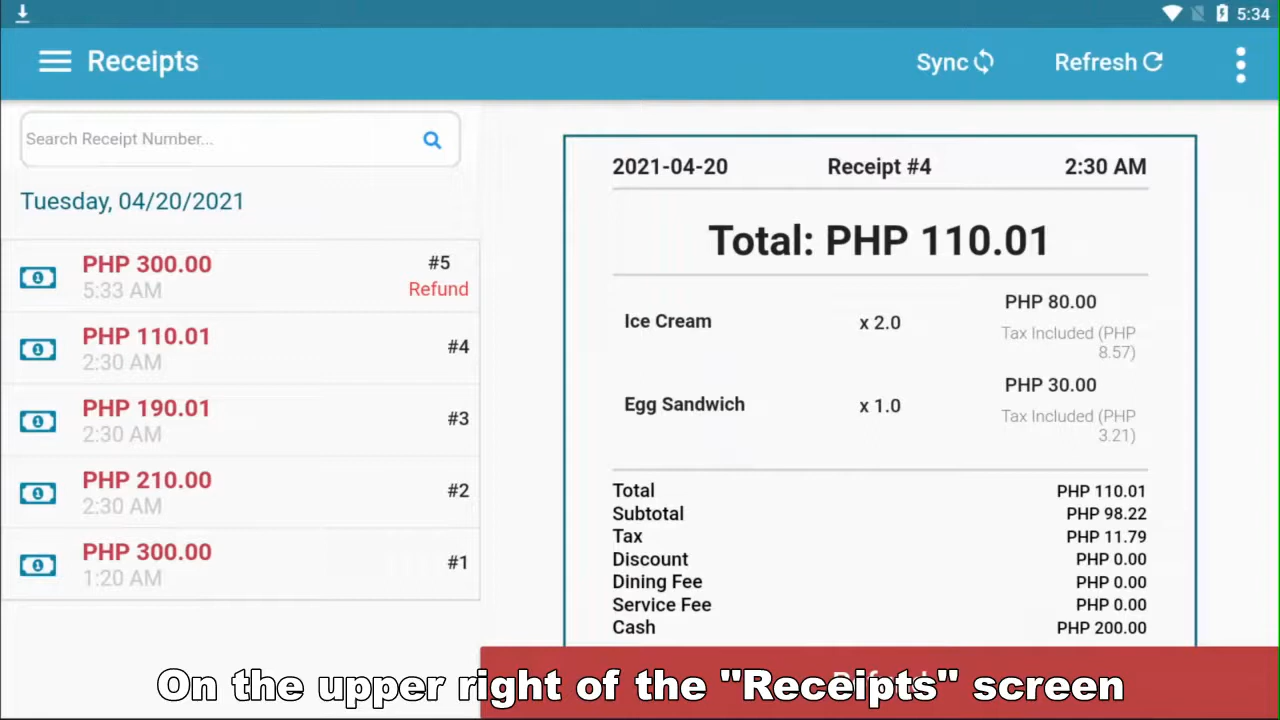 5:34
Receipts
Sync
Refresh
Search Receipt Number...
Tuesday, 04/20/2021
PHP 300.00
#5
5:33 AM
Refund
PHP 110.01
#4
2:30 AM
PHP 190.01
#3
2:30 AM
PHP 210.00
#2
2:30 AM
PHP 300.00
#1
1:20 AM
2021-04-20 Receipt #4 2:30 AM
Total: PHP 110.01
Ice Cream x 2.0 PHP 80.00
Tax Included (PHP
8.57)
Egg Sandwich x 1.0 PHP 30.00
Tax Included (PHP
3.21)
Total PHP 110.01
Subtotal PHP 98.22
Tax PHP 11.79
Discount PHP 0.00
Dining Fee PHP 0.00
Service Fee PHP 0.00
Cash PHP 200.00
On the upper right of the "Receipts" screen